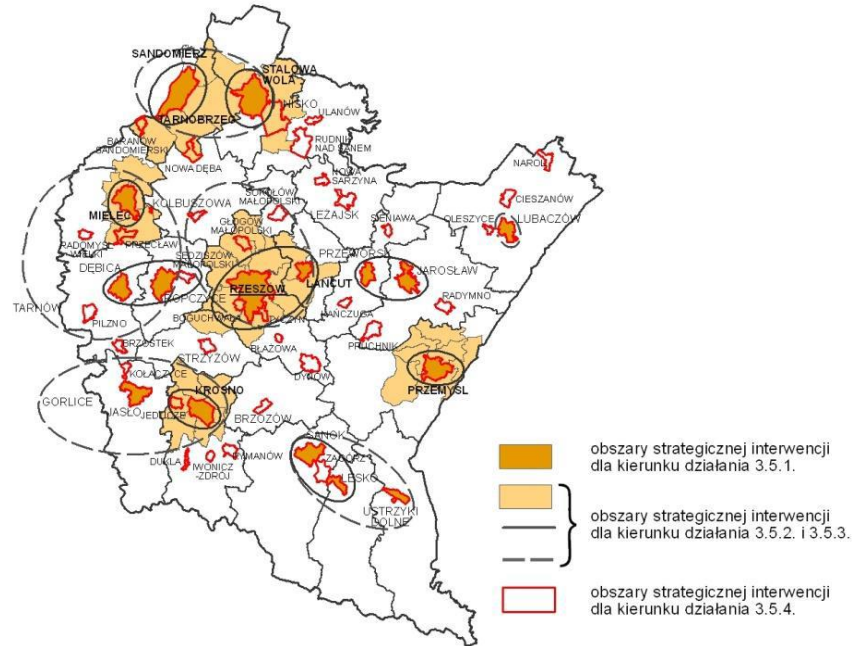 SANDOMIERZ
STALOWA
WOLA
TARNOBRZEG
NISKO
ULANÓW
BARANÓW
SANDOMIERSKI
RUDNIK
NAD SANEM
NOWA DĘBA
NAROL
NOWA
SARZYNA
CIESZANÓW
MIELEC
KOLBUSZOWA
SOKOŁÓW
MAŁOPOLSKI
LEŻAJSK
SIENIAWA
OLESZYCE
LUBACZÓW
GŁOGÓW
MAŁOPOLSKI
RADOMYŚL
WIELKI
PRZECŁAW
SĘDZISZÓW
MAŁOPOLSKI
PRZEWORSK
DĘBICA
JAROSŁAW
TARNÓW
ROPCZYCE
RZESZÓW
ŁAŃCUT
RADYMNO
PILZNO
BOGUCHWAŁA
TYCZYN
KAŃCZUGA
BRZOSTEK
STRZYŻÓW
BŁAŻOWA
PRUCHNIK
KOŁACZYCE
DYNÓW
PRZEMYŚL
GORLICE
JASŁO
JEDLICZE
KROSNO
BRZOZÓW
SANOK
DUKLA
IWONICZ
-ZDRÓJ
RYMANÓW
ZAGÓRZ
LESKO
USTRZYKI
DOLNE
obszary strategicznej interwencji
dla kierunku działania 3.5.1.
obszary strategicznej interwencji
dla kierunku działania 3.5.2. i 3.5.3.
obszary strategicznej interwencji
dla kierunku działania 3.5.4.